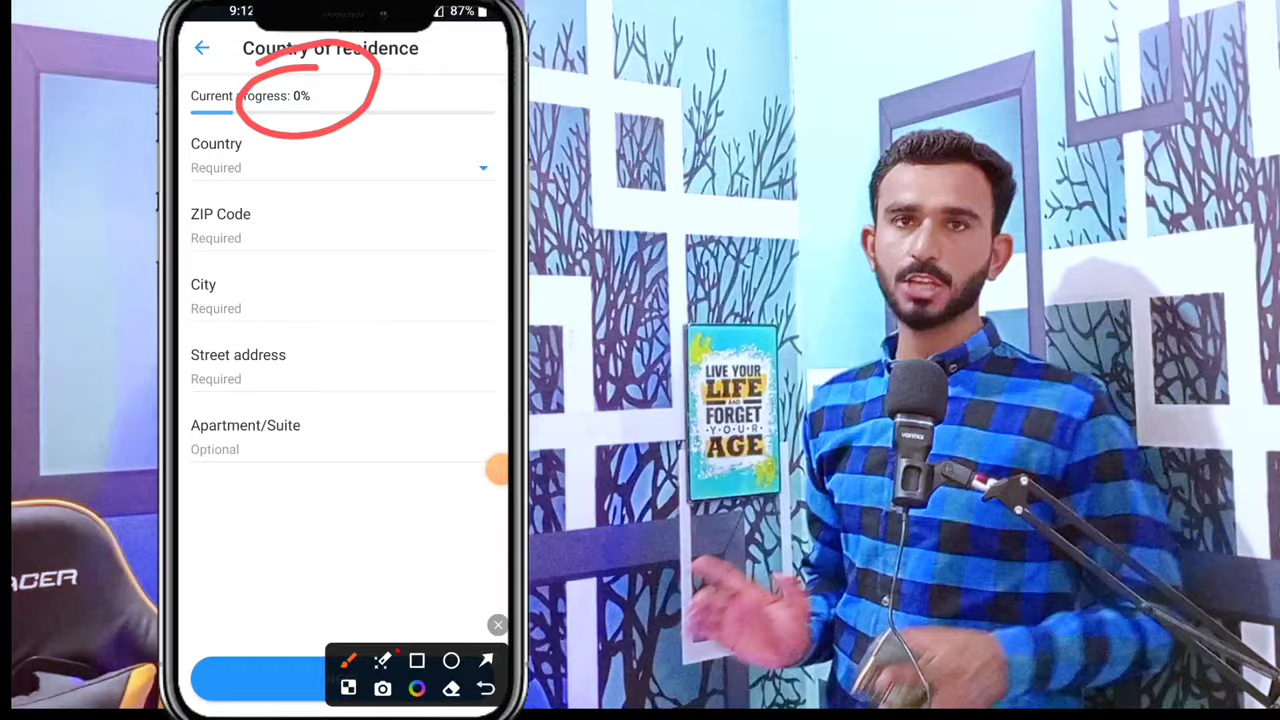 9:12
87%
Country of residence
Current progress: 0%
Country
Required
ZIP Code
Required
City
Required
Street address
Required
Apartment/Suite
Optional
LIVE YOUR
LIFE
AND
FORGET
YOUR
AGE